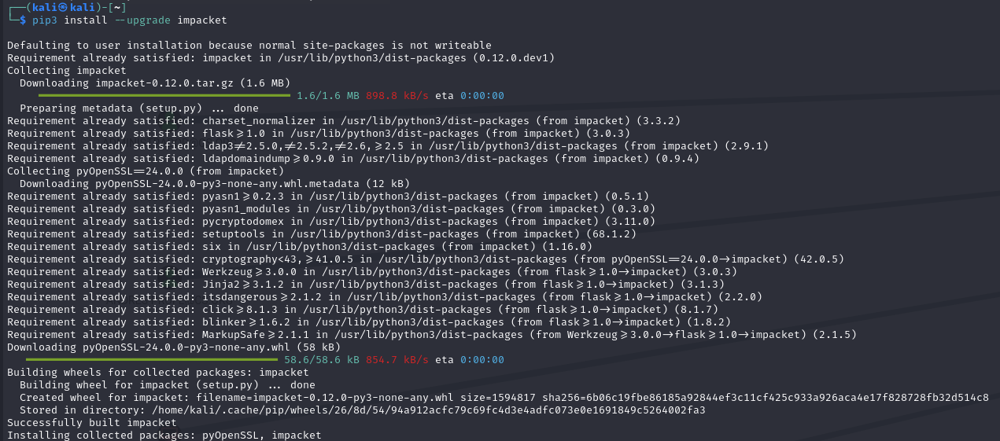 ┌──(kali㉿kali)-[~]
└─$ pip3 install --upgrade impacket
Defaulting to user installation because normal site-packages is not writeable
Requirement already satisfied: impacket in /usr/lib/python3/dist-packages (0.12.0.dev1)
Collecting impacket
  Downloading impacket-0.12.0.tar.gz (1.6 MB)
     ━━━━━━━━━━━━━━━━━━━━━━━━━━━━━━━━━━━━━━━━ 1.6/1.6 MB 898.8 kB/s eta 0:00:00
  Preparing metadata (setup.py) ... done
Requirement already satisfied: charset_normalizer in /usr/lib/python3/dist-packages (from impacket) (3.3.2)
Requirement already satisfied: flask>=1.0 in /usr/lib/python3/dist-packages (from impacket) (3.0.3)
Requirement already satisfied: ldap3!=2.5.0,!=2.5.2,!=2.6,>=2.5 in /usr/lib/python3/dist-packages (from impacket) (2.9.1)
Requirement already satisfied: ldapdomaindump>=0.9.0 in /usr/lib/python3/dist-packages (from impacket) (0.9.4)
Collecting pyOpenSSL==24.0.0 (from impacket)
  Downloading pyOpenSSL-24.0.0-py3-none-any.whl.metadata (12 kB)
Requirement already satisfied: pyasn1>=0.2.3 in /usr/lib/python3/dist-packages (from impacket) (0.5.1)
Requirement already satisfied: pyasn1_modules in /usr/lib/python3/dist-packages (from impacket) (0.3.0)
Requirement already satisfied: pycryptodomex in /usr/lib/python3/dist-packages (from impacket) (3.11.0)
Requirement already satisfied: setuptools in /usr/lib/python3/dist-packages (from impacket) (68.1.2)
Requirement already satisfied: six in /usr/lib/python3/dist-packages (from impacket) (1.16.0)
Requirement already satisfied: cryptography<43,>=41.0.5 in /usr/lib/python3/dist-packages (from pyOpenSSL==24.0.0->impacket) (42.0.5)
Requirement already satisfied: Werkzeug>=3.0.0 in /usr/lib/python3/dist-packages (from flask>=1.0->impacket) (3.0.3)
Requirement already satisfied: Jinja2>=3.1.2 in /usr/lib/python3/dist-packages (from flask>=1.0->impacket) (3.1.3)
Requirement already satisfied: itsdangerous>=2.1.2 in /usr/lib/python3/dist-packages (from flask>=1.0->impacket) (2.2.0)
Requirement already satisfied: click>=8.1.3 in /usr/lib/python3/dist-packages (from flask>=1.0->impacket) (8.1.7)
Requirement already satisfied: blinker>=1.6.2 in /usr/lib/python3/dist-packages (from flask>=1.0->impacket) (1.8.2)
Requirement already satisfied: MarkupSafe>=2.1.1 in /usr/lib/python3/dist-packages (from Werkzeug>=3.0.0->flask>=1.0->impacket) (2.1.5)
Downloading pyOpenSSL-24.0.0-py3-none-any.whl (58 kB)
   ━━━━━━━━━━━━━━━━━━━━━━━━━━━━━━━━━━━━━━━━ 58.6/58.6 kB 854.7 kB/s eta 0:00:00
Building wheels for collected packages: impacket
  Building wheel for impacket (setup.py) ... done
  Created wheel for impacket: filename=impacket-0.12.0-py3-none-any.whl size=1594817 sha256=6b06c19fbe86185a92844ef3c11cf425c933a926aca4e17f828728fb32d514c8
  Stored in directory: /home/kali/.cache/pip/wheels/26/8d/54/94a912acfc79c69fc4d3e4adfc073e0e1691849c5264002fa3
Successfully built impacket
Installing collected packages: pyOpenSSL, impacket